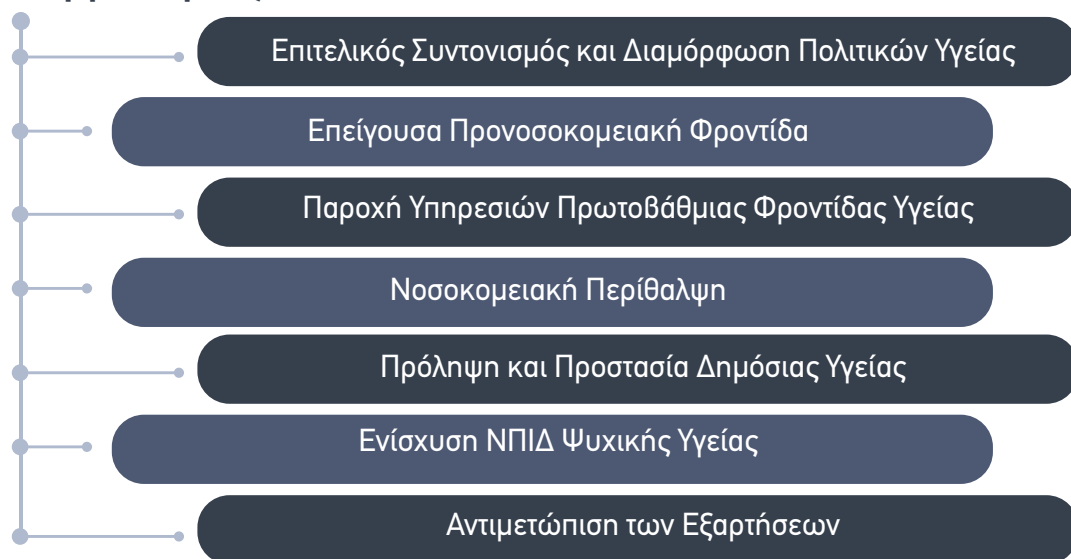 Επιτελικός Συντονισμός και Διαμόρφωση Πολιτικών Υγείας
Επείγουσα Προνοσοκομειακή Φροντίδα
Παροχή Υπηρεσιών Πρωτοβάθμιας Φροντίδας Υγείας
Νοσοκομειακή Περίθαλψη
Πρόληψη και Προστασία Δημόσιας Υγείας
Ενίσχυση ΝΠΙΔ Ψυχικής Υγείας
Αντιμετώπιση των Εξαρτήσεων